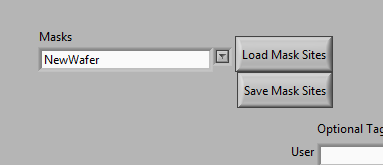 Masks
NewWafer
Load Mask Sites
Save Mask Sites
Optional Tag
User